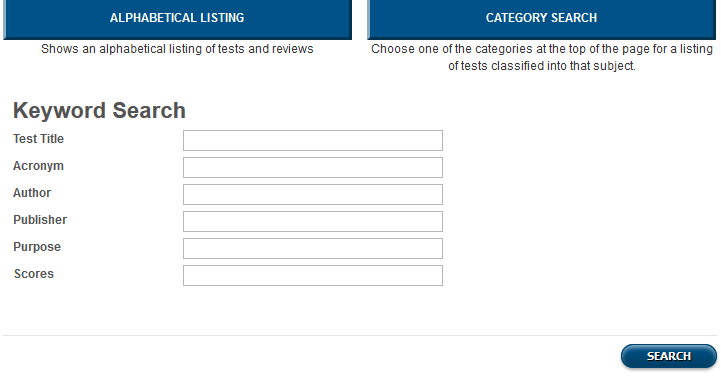 ALPHABETICAL LISTING
CATEGORY SEARCH
Shows an alphabetical listing of tests and reviews
Choose one of the categories at the top of the page for a listing
of tests classified into that subject.
Keyword Search
Test Title
Acronym
Author
Publisher
Purpose
Scores
SEARCH